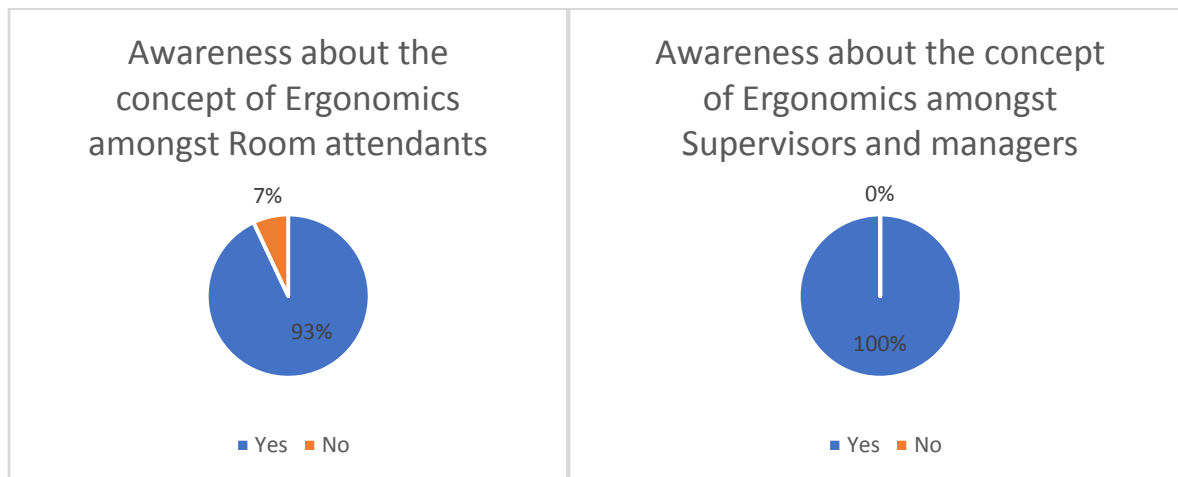 Awareness about the
concept of Ergonomics
amongst Room attendants
7%
93%
Yes No
Awareness about the concept
of Ergonomics amongst
Supervisors and managers
0%
100%
Yes No